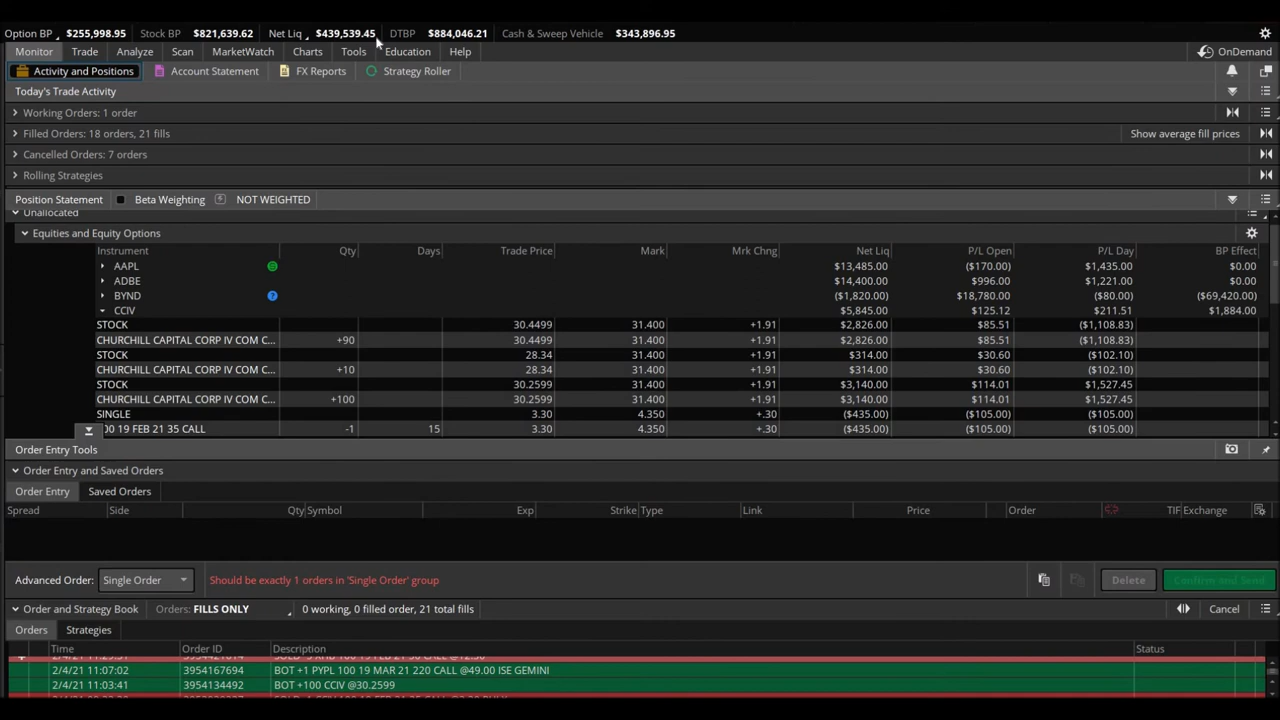 Option BP $255,998.95 Stock BP $821,639.62 Net Liq $439,539.45 DTBP $884,046.21 Cash & Sweep Vehicle $343,896.95
Monitor Trade Analyze Scan MarketWatch Charts Tools Education Help OnDemand
Activity and Positions Account Statement FX Reports Strategy Roller
Today's Trade Activity
Working Orders: 1 order
Filled Orders: 18 orders, 21 fills Show average fill prices
Cancelled Orders: 7 orders
Rolling Strategies
Position Statement Beta Weighting NOT WEIGHTED
Unallocated
Equities and Equity Options
Instrument Qty Days Trade Price Mark Mrk Chng Net Liq P/L Open P/L Day BP Effect
AAPL $13,485.00 ($170.00) $1,435.00 $0.00
ADBE $14,400.00 $996.00 $1,221.00 $0.00
BYND ? ($1,820.00) $18,780.00 ($80.00) ($69,420.00)
CCIV $5,845.00 $125.12 $211.51 $1,884.00
STOCK 30.4499 31.400 +1.91 $2,826.00 $85.51 ($1,108.83)
CHURCHILL CAPITAL CORP IV COM C... +90 30.4499 31.400 +1.91 $2,826.00 $85.51 ($1,108.83)
STOCK 28.34 31.400 +1.91 $314.00 $30.60 ($102.10)
CHURCHILL CAPITAL CORP IV COM C... +10 28.34 31.400 +1.91 $314.00 $30.60 ($102.10)
STOCK 30.2599 31.400 +1.91 $3,140.00 $114.01 $1,527.45
CHURCHILL CAPITAL CORP IV COM C... +100 30.2599 31.400 +1.91 $3,140.00 $114.01 $1,527.45
SINGLE 3.30 4.350 +.30 ($435.00) ($105.00) ($105.00)
00 19 FEB 21 35 CALL -1 15 3.30 4.350 +.30 ($435.00) ($105.00) ($105.00)
Order Entry Tools
Order Entry and Saved Orders
Order Entry Saved Orders
Spread Side Qty Symbol Exp Strike Type Link Price Order TIF Exchange
Advanced Order: Single Order Should be exactly 1 orders in 'Single Order' group Delete Confirm and Send
Order and Strategy Book Orders: FILLS ONLY 0 working, 0 filled order, 21 total fills Cancel
Orders Strategies
Time Order ID Description Status
2/4/21 11:07:02 3954167694 BOT +1 PYPL 100 19 MAR 21 220 CALL @49.00 ISE GEMINI
2/4/21 11:03:41 3954134492 BOT +100 CCIV @30.2599